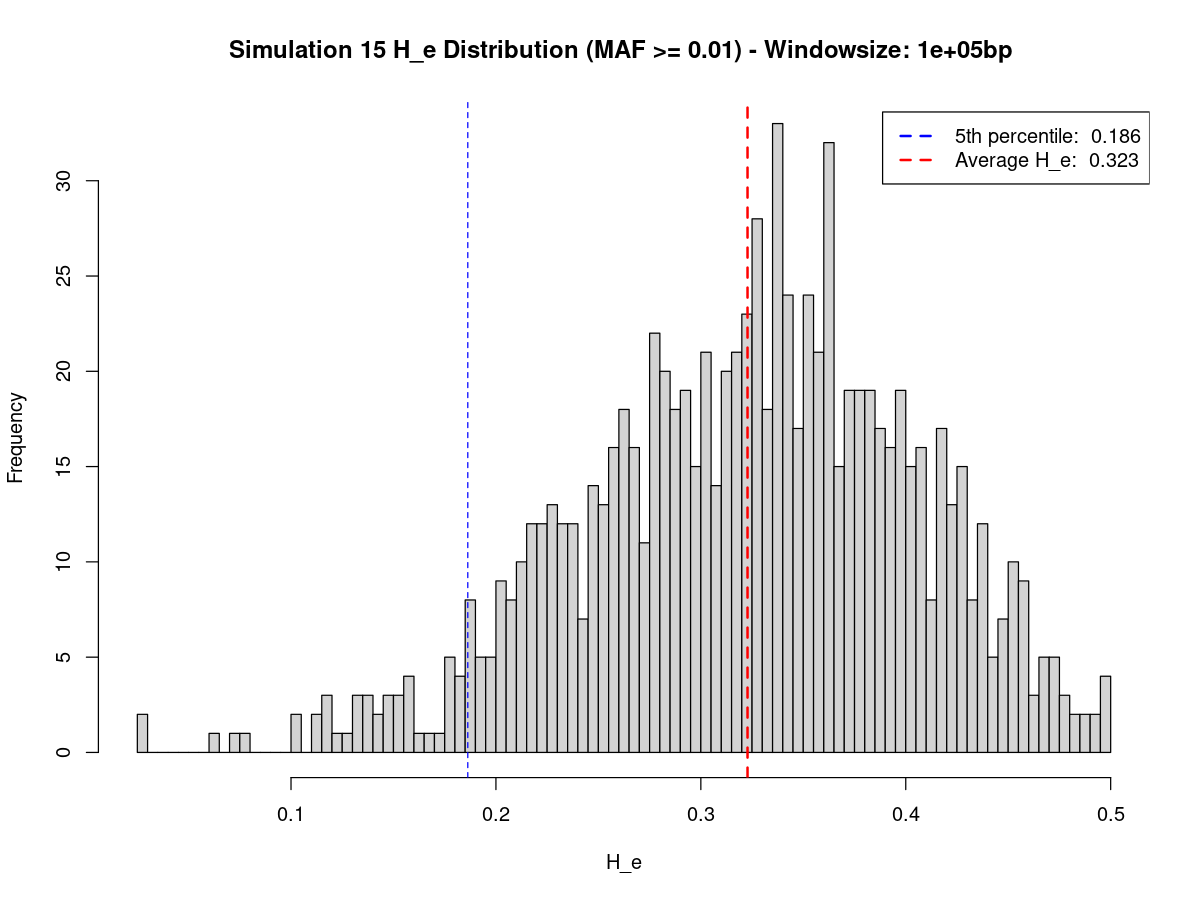 Simulation 15 H_e Distribution (MAF >= 0.01) - Windowsize: 1e+05bp
5th percentile:  0.186
Average H_e:  0.323
Frequency
30
25
20
15
10
5
0
0.1 0.2 0.3 0.4 0.5
H_e